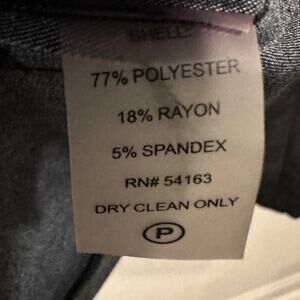 SHELL:
77% POLYESTER
18% RAYON
5% SPANDEX
RN# 54163
DRY CLEAN ONLY
P